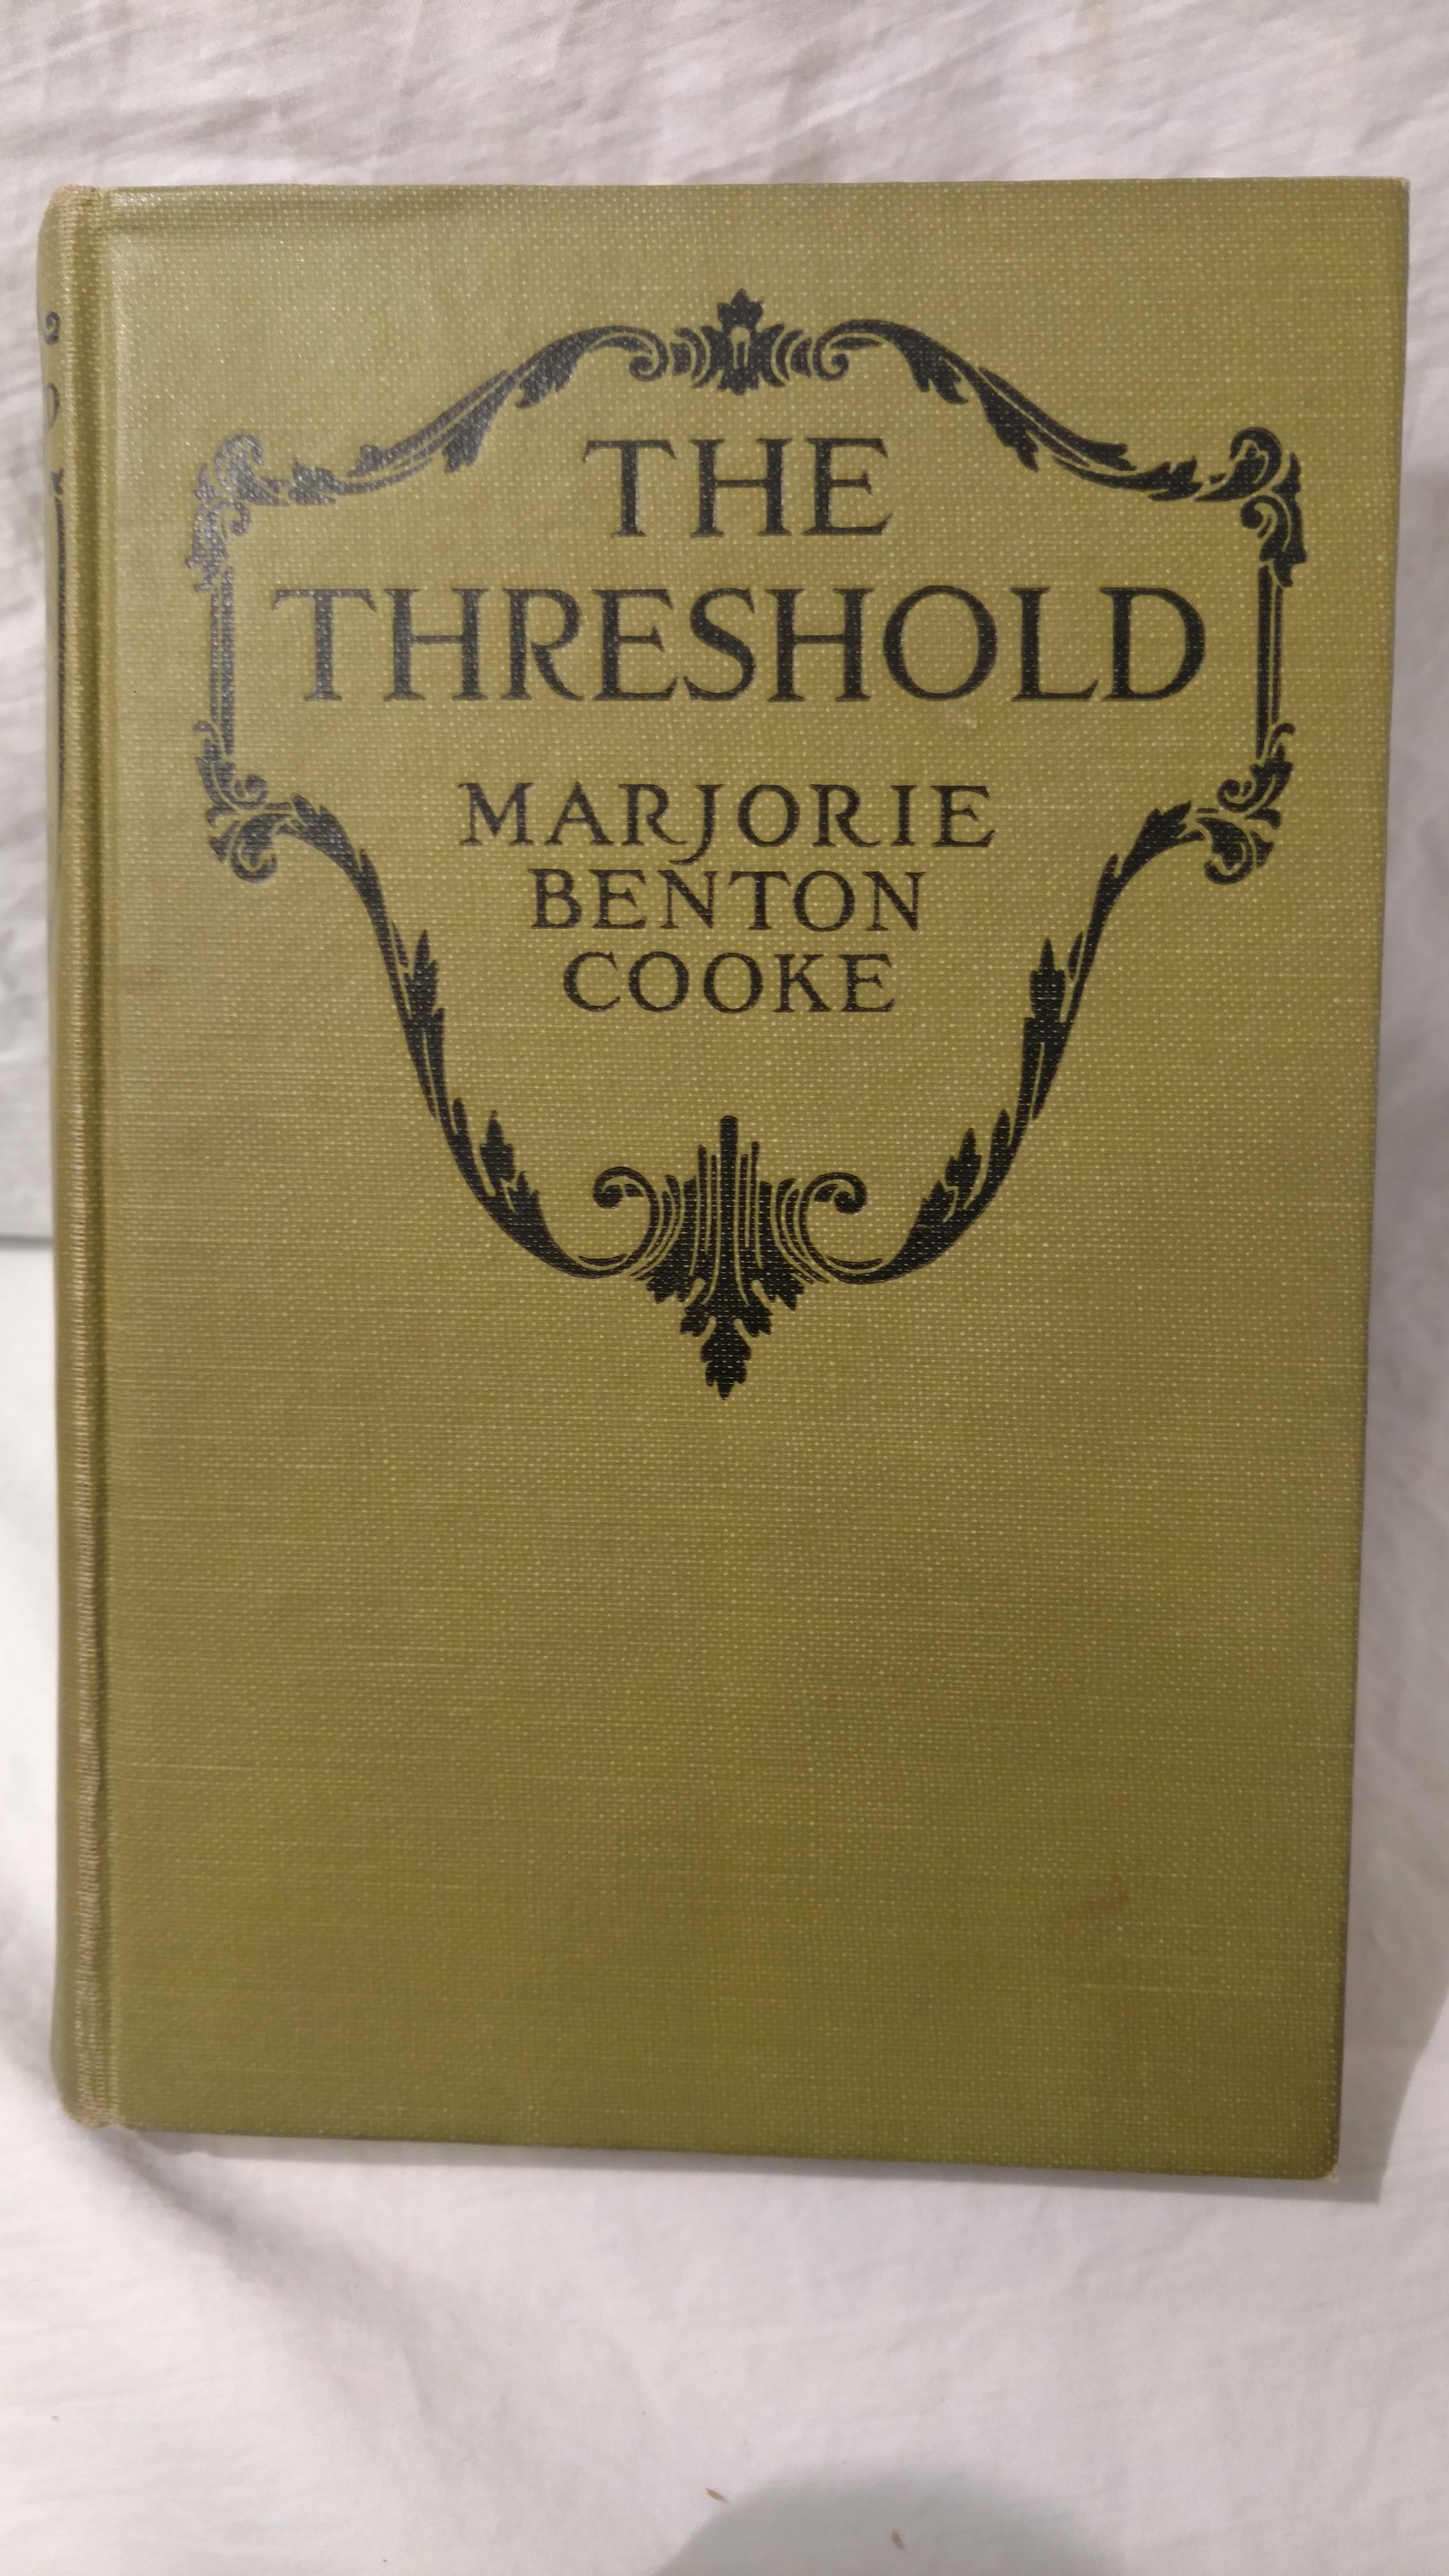 THE
THRESHOLD
MARJORIE
BENTON
COOKE